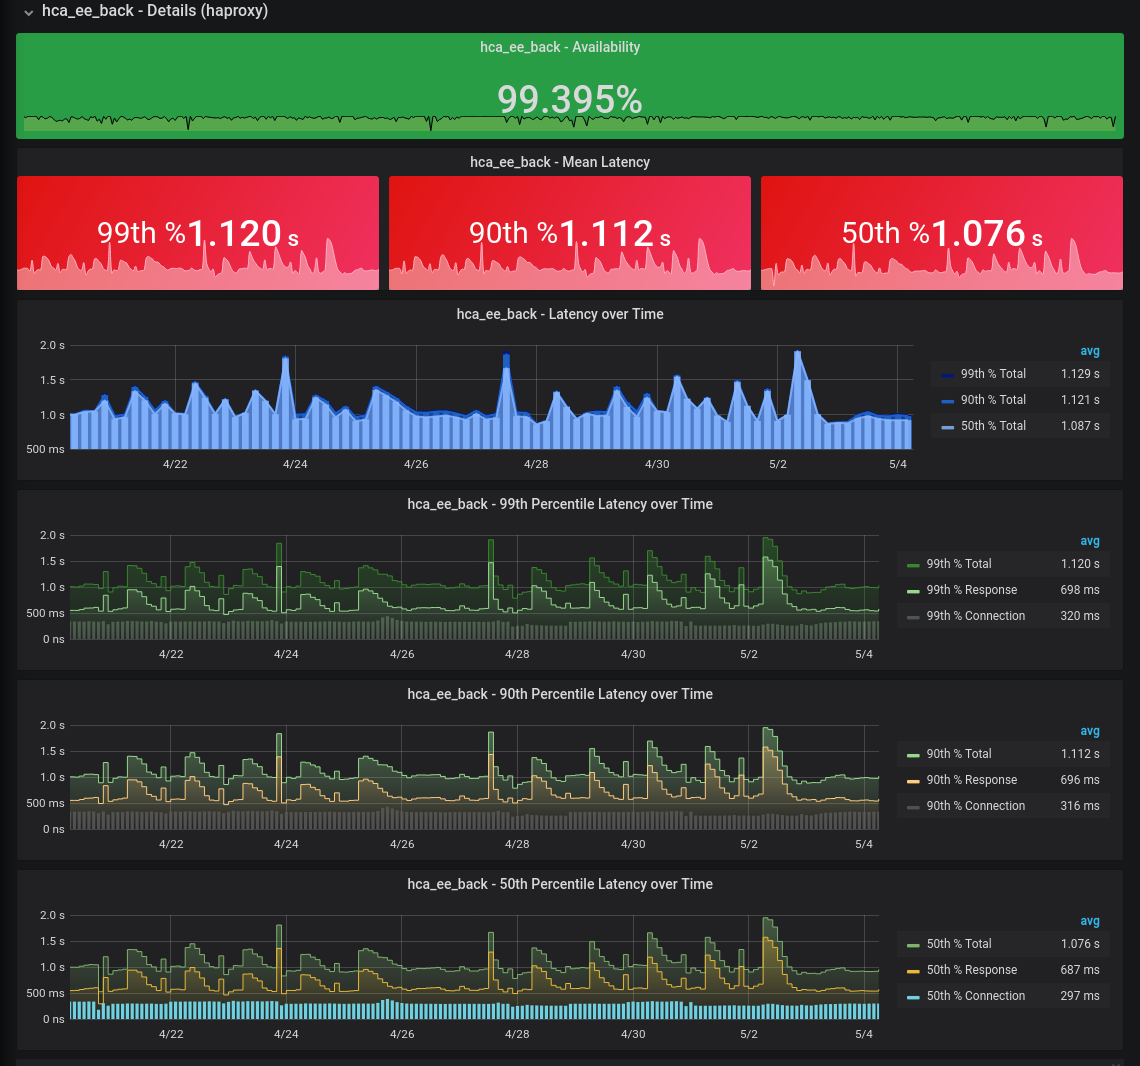 hca_ee_back - Details (haproxy)
hca_ee_back - Availability
99.395%
hca_ee_back - Mean Latency
99th % 1.120 s
90th % 1.112 s
50th % 1.076 s
hca_ee_back - Latency over Time
2.0 s
1.5 s
1.0 s
500 ms
4/22 4/24 4/26 4/28 4/30 5/2 5/4
avg
99th % Total 1.129 s
90th % Total 1.121 s
50th % Total 1.087 s
hca_ee_back - 99th Percentile Latency over Time
2.0 s
1.5 s
1.0 s
500 ms
0 ns
4/22 4/24 4/26 4/28 4/30 5/2 5/4
avg
99th % Total 1.120 s
99th % Response 698 ms
99th % Connection 320 ms
hca_ee_back - 90th Percentile Latency over Time
2.0 s
1.5 s
1.0 s
500 ms
0 ns
4/22 4/24 4/26 4/28 4/30 5/2 5/4
avg
90th % Total 1.112 s
90th % Response 696 ms
90th % Connection 316 ms
hca_ee_back - 50th Percentile Latency over Time
2.0 s
1.5 s
1.0 s
500 ms
0 ns
4/22 4/24 4/26 4/28 4/30 5/2 5/4
avg
50th % Total 1.076 s
50th % Response 687 ms
50th % Connection 297 ms